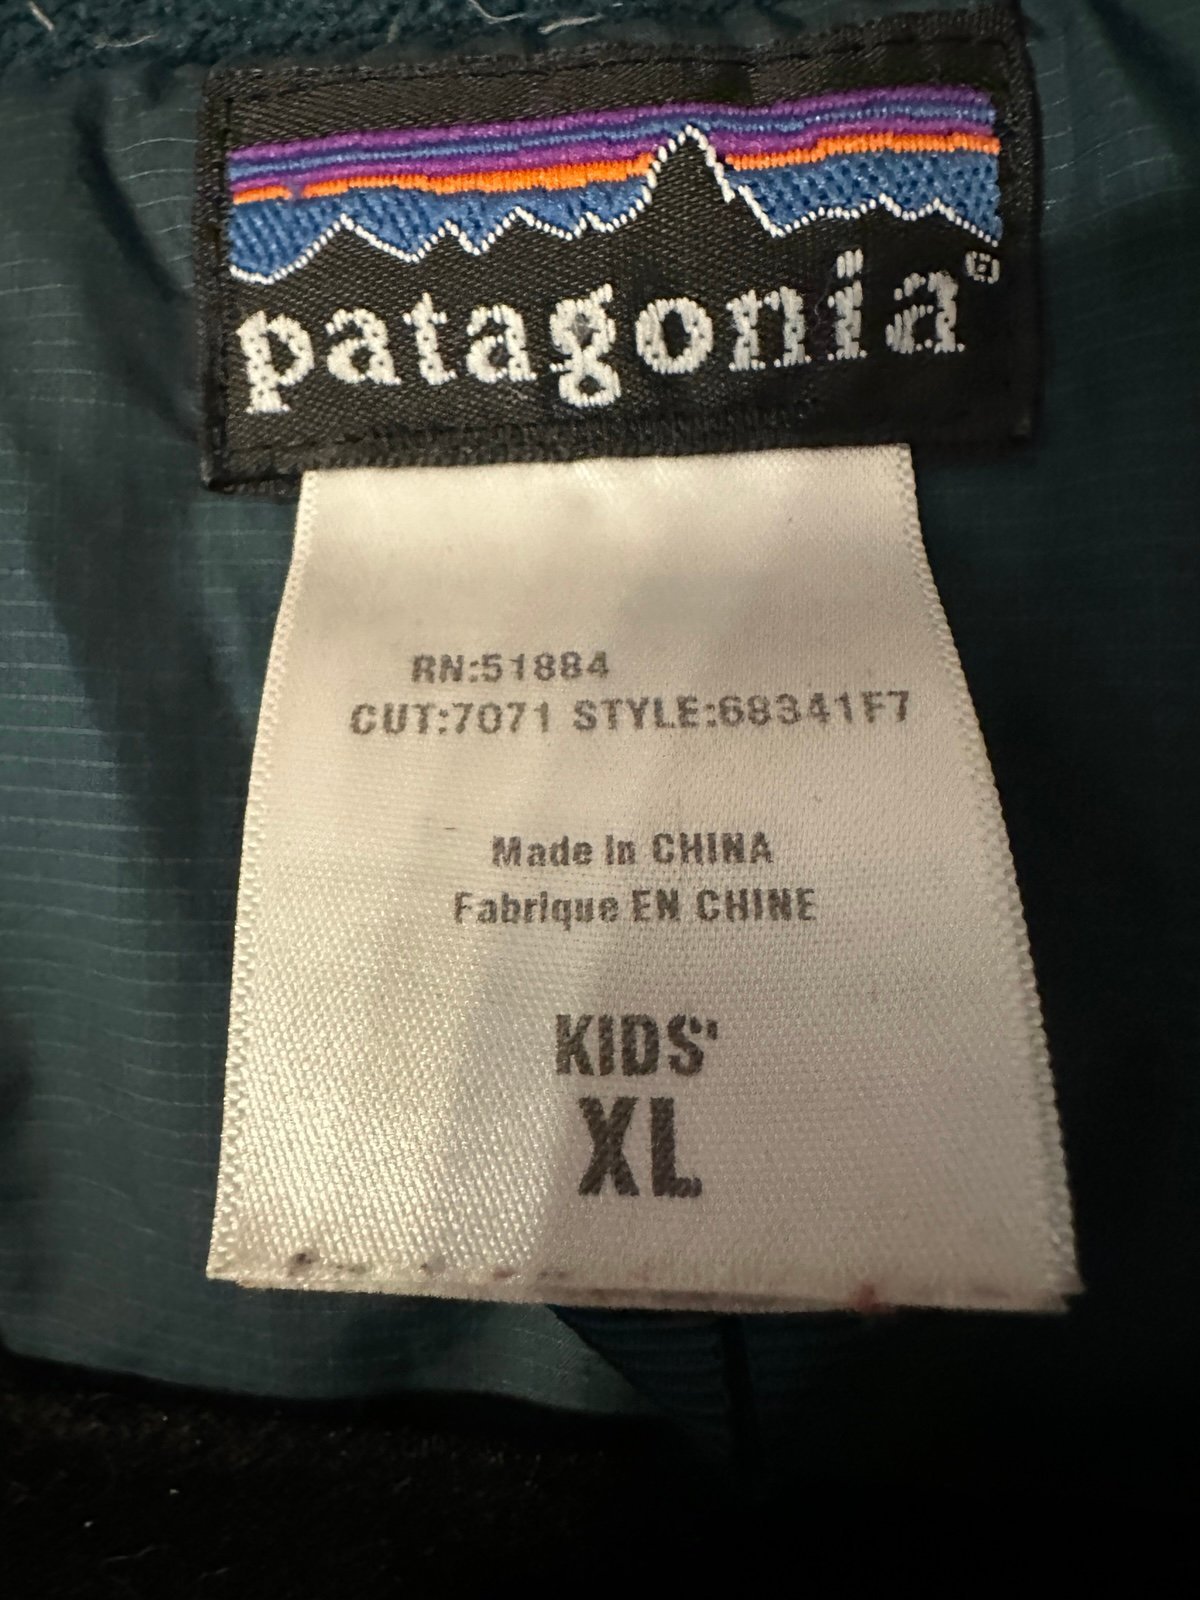 patagonia®
RN:51884
CUT:7071 STYLE:68341F7
Made In CHINA
Fabrique EN CHINE
KIDS'
XL